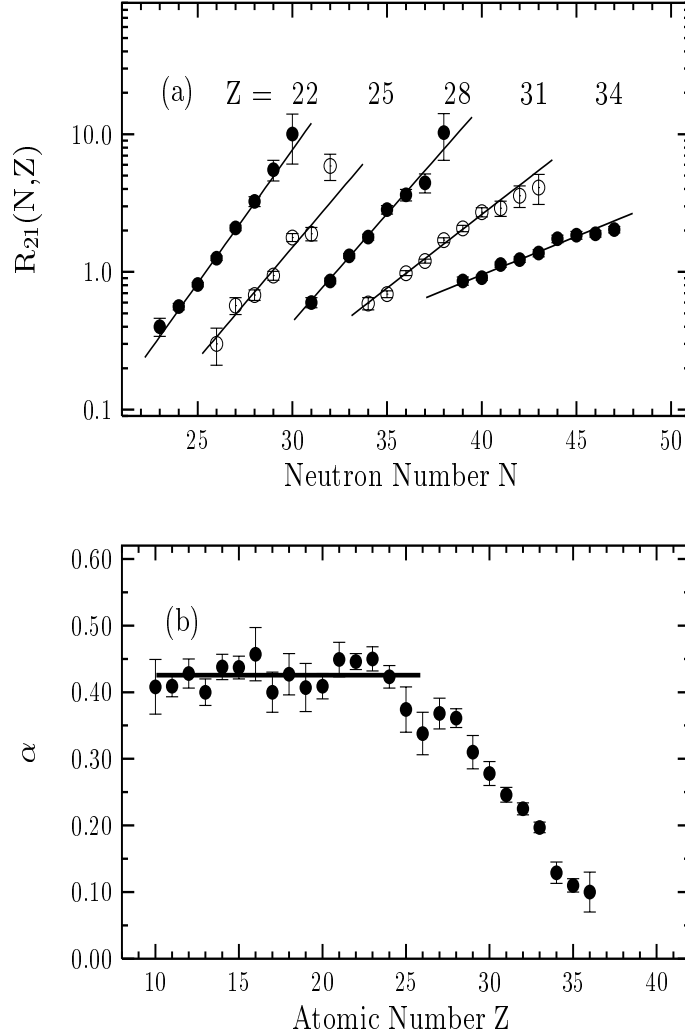 (a) Z = 22 25 28 31 34
10.0
1.0
0.1
R21(N,Z)
25 30 35 40 45 50
Neutron Number N
(b)
0.60
0.50
0.40
0.30
0.20
0.10
0.00
α
10 15 20 25 30 35 40
Atomic Number Z